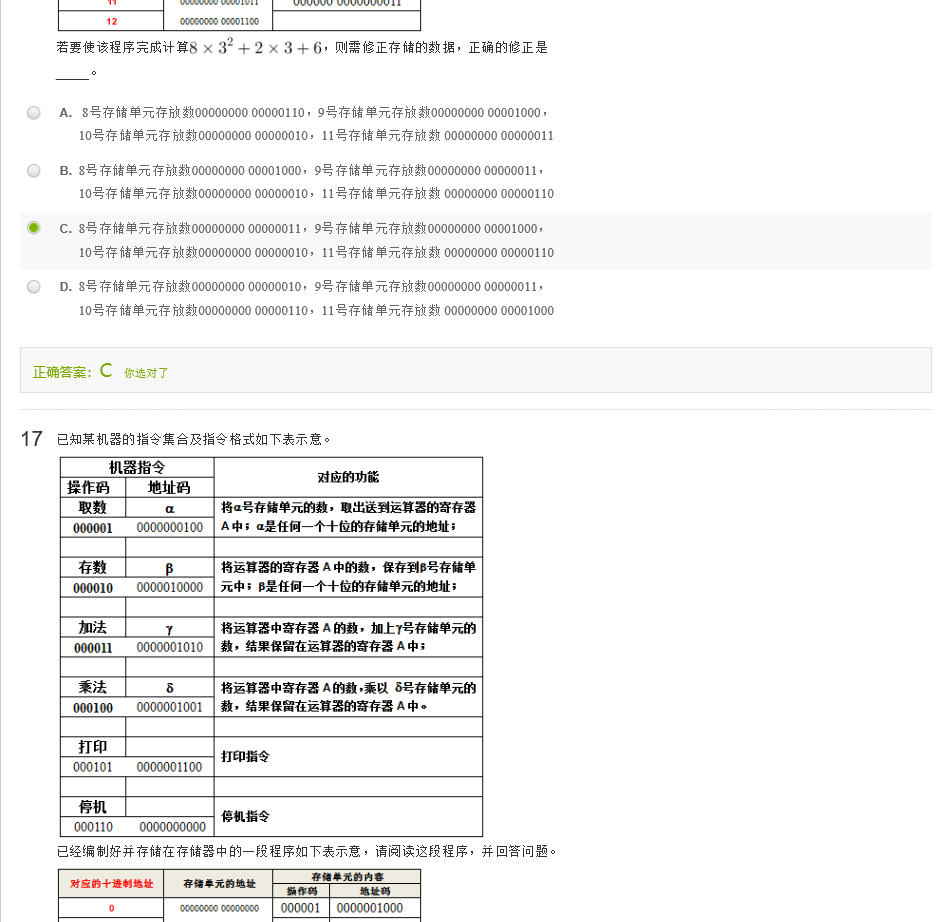 11 00000000 00001011 000000 0000000011
12 00000000 00001100
若要使该程序完成计算8 × 3² + 2 × 3 + 6，则需修正存储的数据，正确的修正是
_____。
A. 8号存储单元存放数00000000 00000110，9号存储单元存放数00000000 00001000，
10号存储单元存放数00000000 00000010，11号存储单元存放数 00000000 00000011
B. 8号存储单元存放数00000000 00001000，9号存储单元存放数00000000 00000011，
10号存储单元存放数00000000 00000010，11号存储单元存放数 00000000 00000110
C. 8号存储单元存放数00000000 00000011，9号存储单元存放数00000000 00001000，
10号存储单元存放数00000000 00000010，11号存储单元存放数 00000000 00000110
D. 8号存储单元存放数00000000 00000010，9号存储单元存放数00000000 00000011，
10号存储单元存放数00000000 00000110，11号存储单元存放数 00000000 00001000
正确答案：C 你选对了
17 已知某机器的指令集合及指令格式如下表示意。
机器指令 对应的功能
操作码 地址码
取数 α 将α号存储单元的数，取出送到运算器的寄存器
000001 0000000100 A中；α是任何一个十位的存储单元的地址；
存数 β 将运算器的寄存器A中的数，保存到β号存储单
000010 0000010000 元中；β是任何一个十位的存储单元的地址；
加法 γ 将运算器中寄存器A的数，加上γ号存储单元的
000011 0000001010 数，结果保留在运算器的寄存器A中；
乘法 δ 将运算器中寄存器A的数,乘以 δ号存储单元的
000100 0000001001 数，结果保留在运算器的寄存器A中。
打印 打印指令
000101 0000001100
停机 停机指令
000110 0000000000
已经编制好并存储在存储器中的一段程序如下表示意，请阅读这段程序，并回答问题。
对应的十进制地址 存储单元的地址 存储单元的内容
操作码 地址码
0 00000000 00000000 000001 0000001000